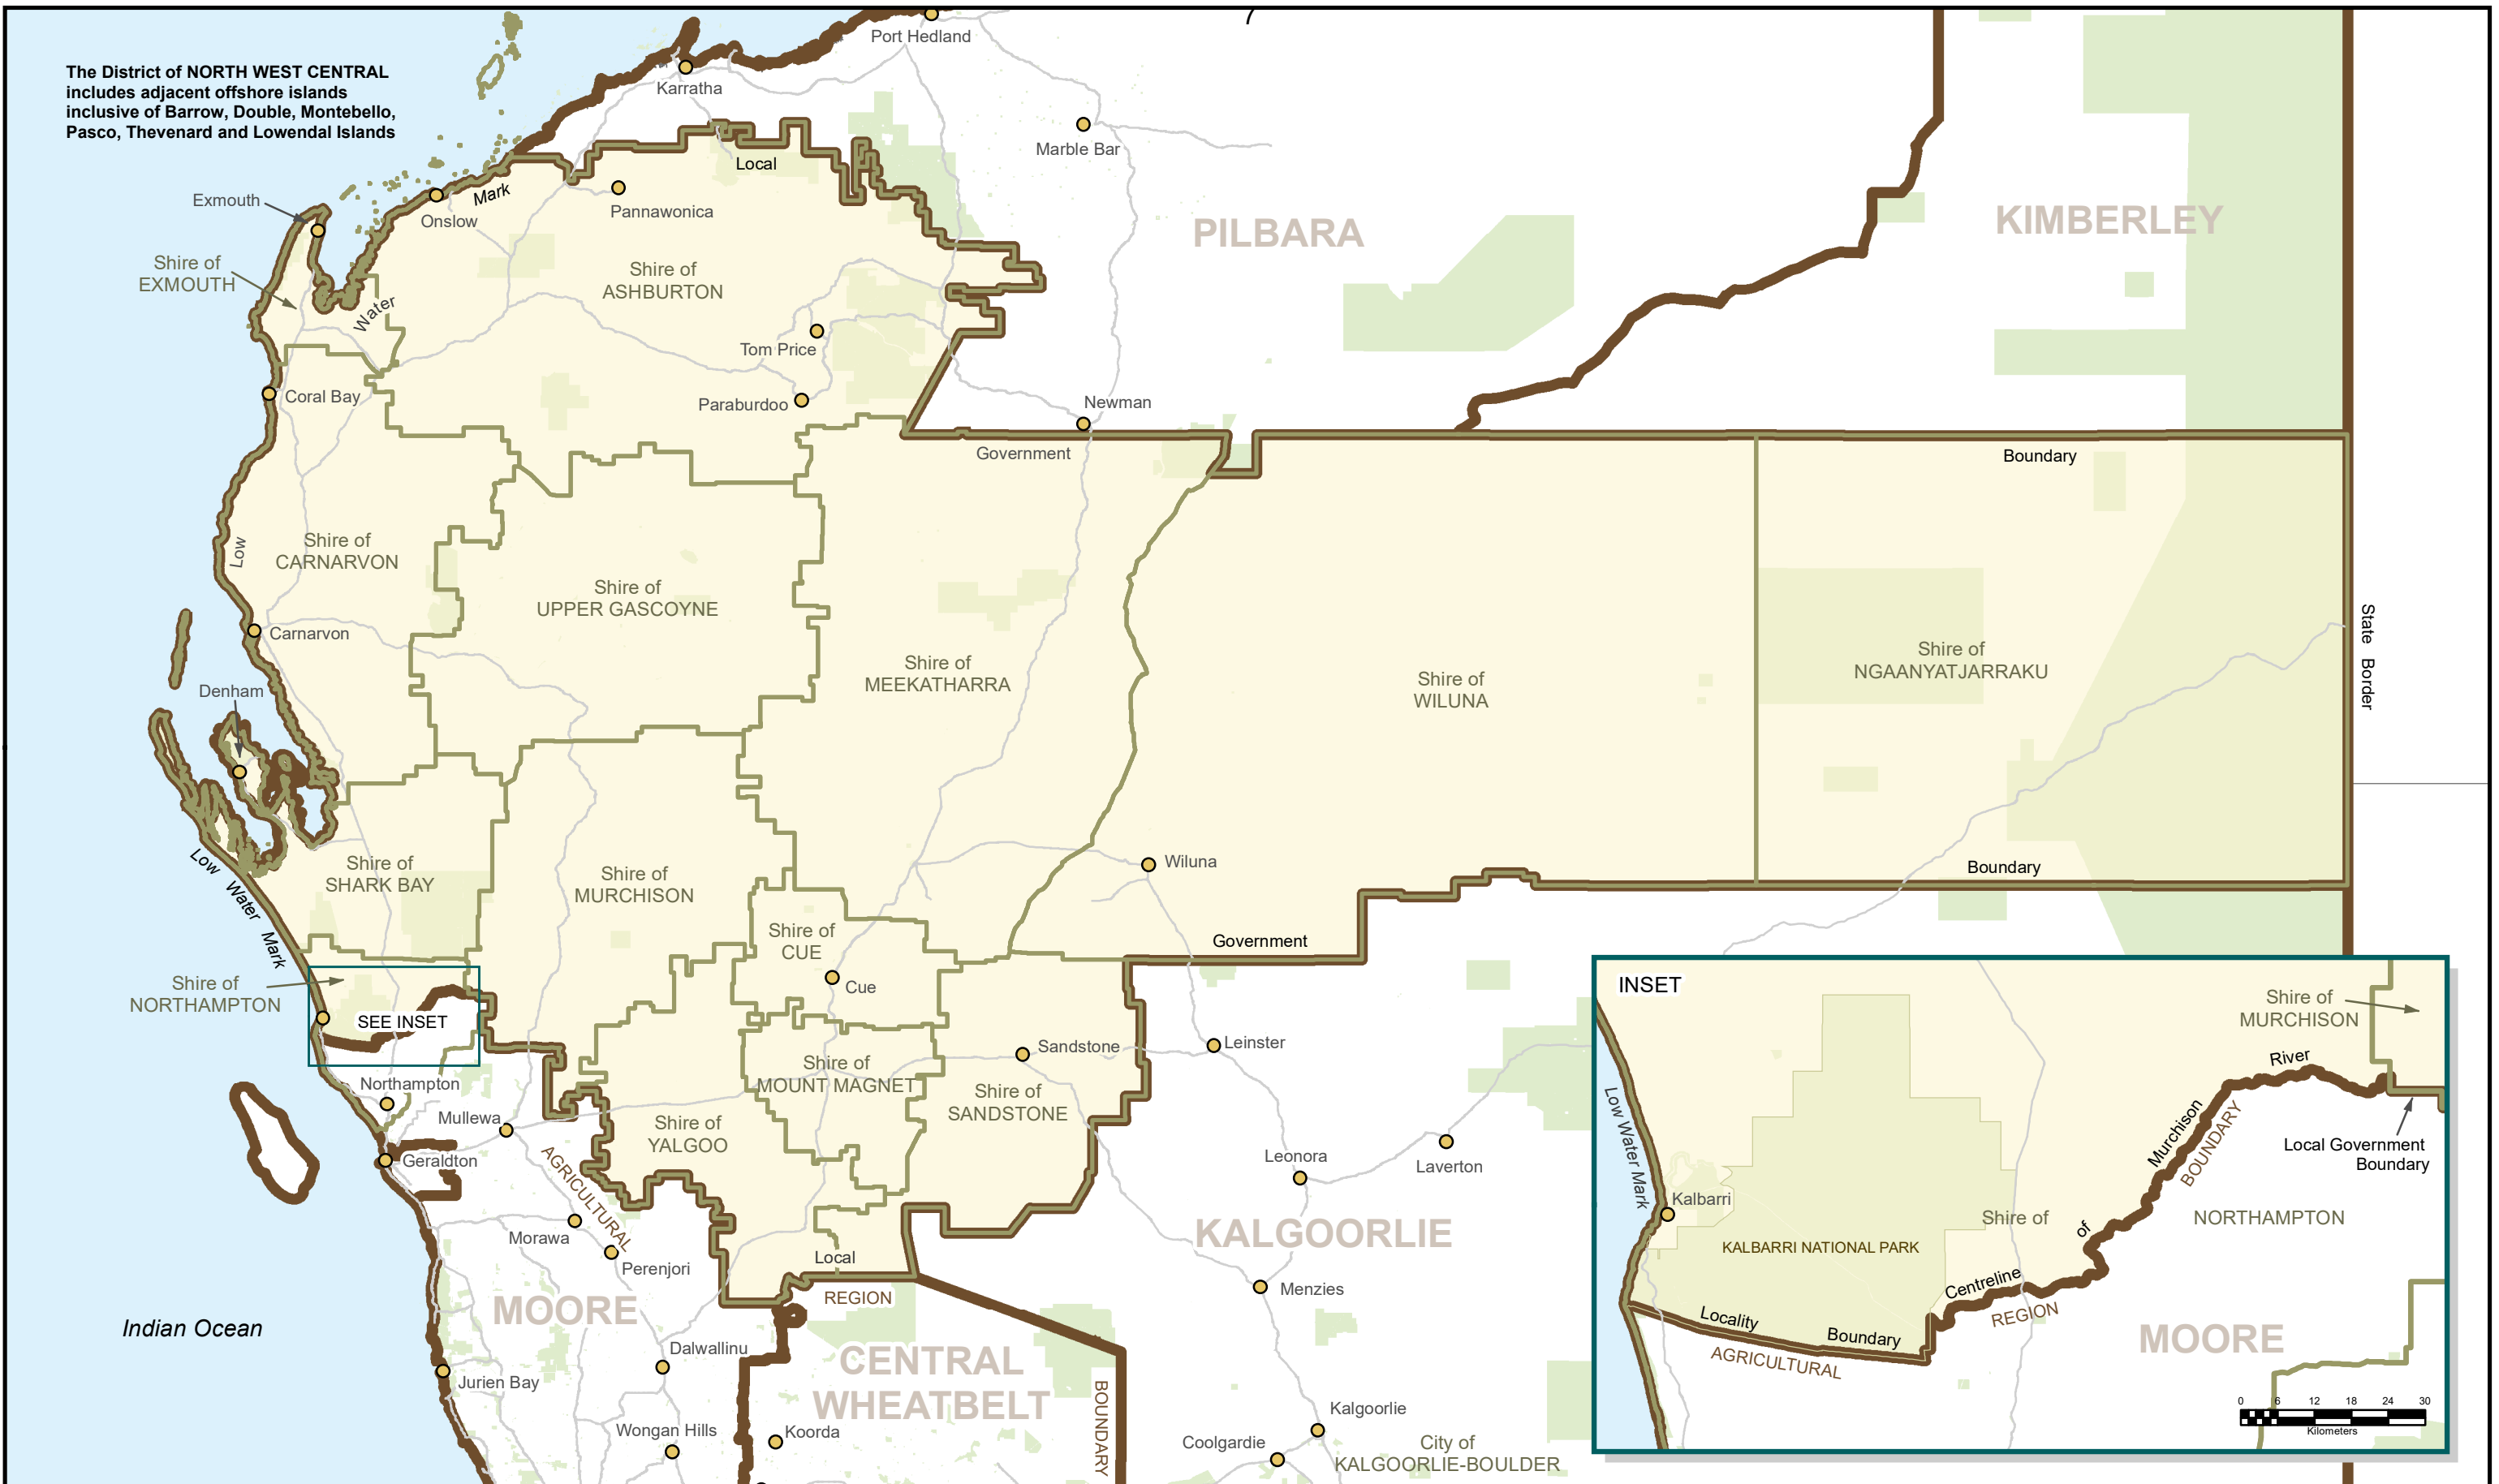 The District of NORTH WEST CENTRAL
includes adjacent offshore islands
inclusive of Barrow, Double, Montebello,
Pasco, Thevenard and Lowendal Islands
Port Hedland
Karratha
Marble Bar
Local
Mark
Exmouth
Onslow
Pannawonica
PILBARA
KIMBERLEY
Shire of
EXMOUTH
Shire of
ASHBURTON
Water
Tom Price
Coral Bay
Paraburdoo
Newman
Government
Boundary
Low
Shire of
CARNARVON
Shire of
UPPER GASCOYNE
Carnarvon
Shire of
MEEKATHARRA
Shire of
WILUNA
Shire of
NGAANYATJARRAKU
State Border
Denham
Low Water Mark
Shire of
SHARK BAY
Shire of
MURCHISON
Wiluna
Boundary
Shire of
CUE
Government
Cue
Shire of
NORTHAMPTON
SEE INSET
Sandstone
Leinster
Shire of
MOUNT MAGNET
Shire of
SANDSTONE
Northampton
Mullewa
Shire of
YALGOO
Geraldton
AGRICULTURAL
Leonora
Laverton
Morawa
Perenjori
Local
REGION
KALGOORLIE
Menzies
MOORE
Indian Ocean
Dalwallinu
CENTRAL
WHEATBELT
BOUNDARY
Jurien Bay
Wongan Hills
Koorda
Kalgoorlie
Coolgardie
City of
KALGOORLIE-BOULDER
INSET
Shire of
MURCHISON
River
Murchison
BOUNDARY
Local Government
Boundary
Low Water Mark
Kalbarri
Shire of
NORTHAMPTON
of
KALBARRI NATIONAL PARK
Centreline
REGION
Locality
Boundary
AGRICULTURAL
MOORE
0 6 12 18 24 30
Kilometers